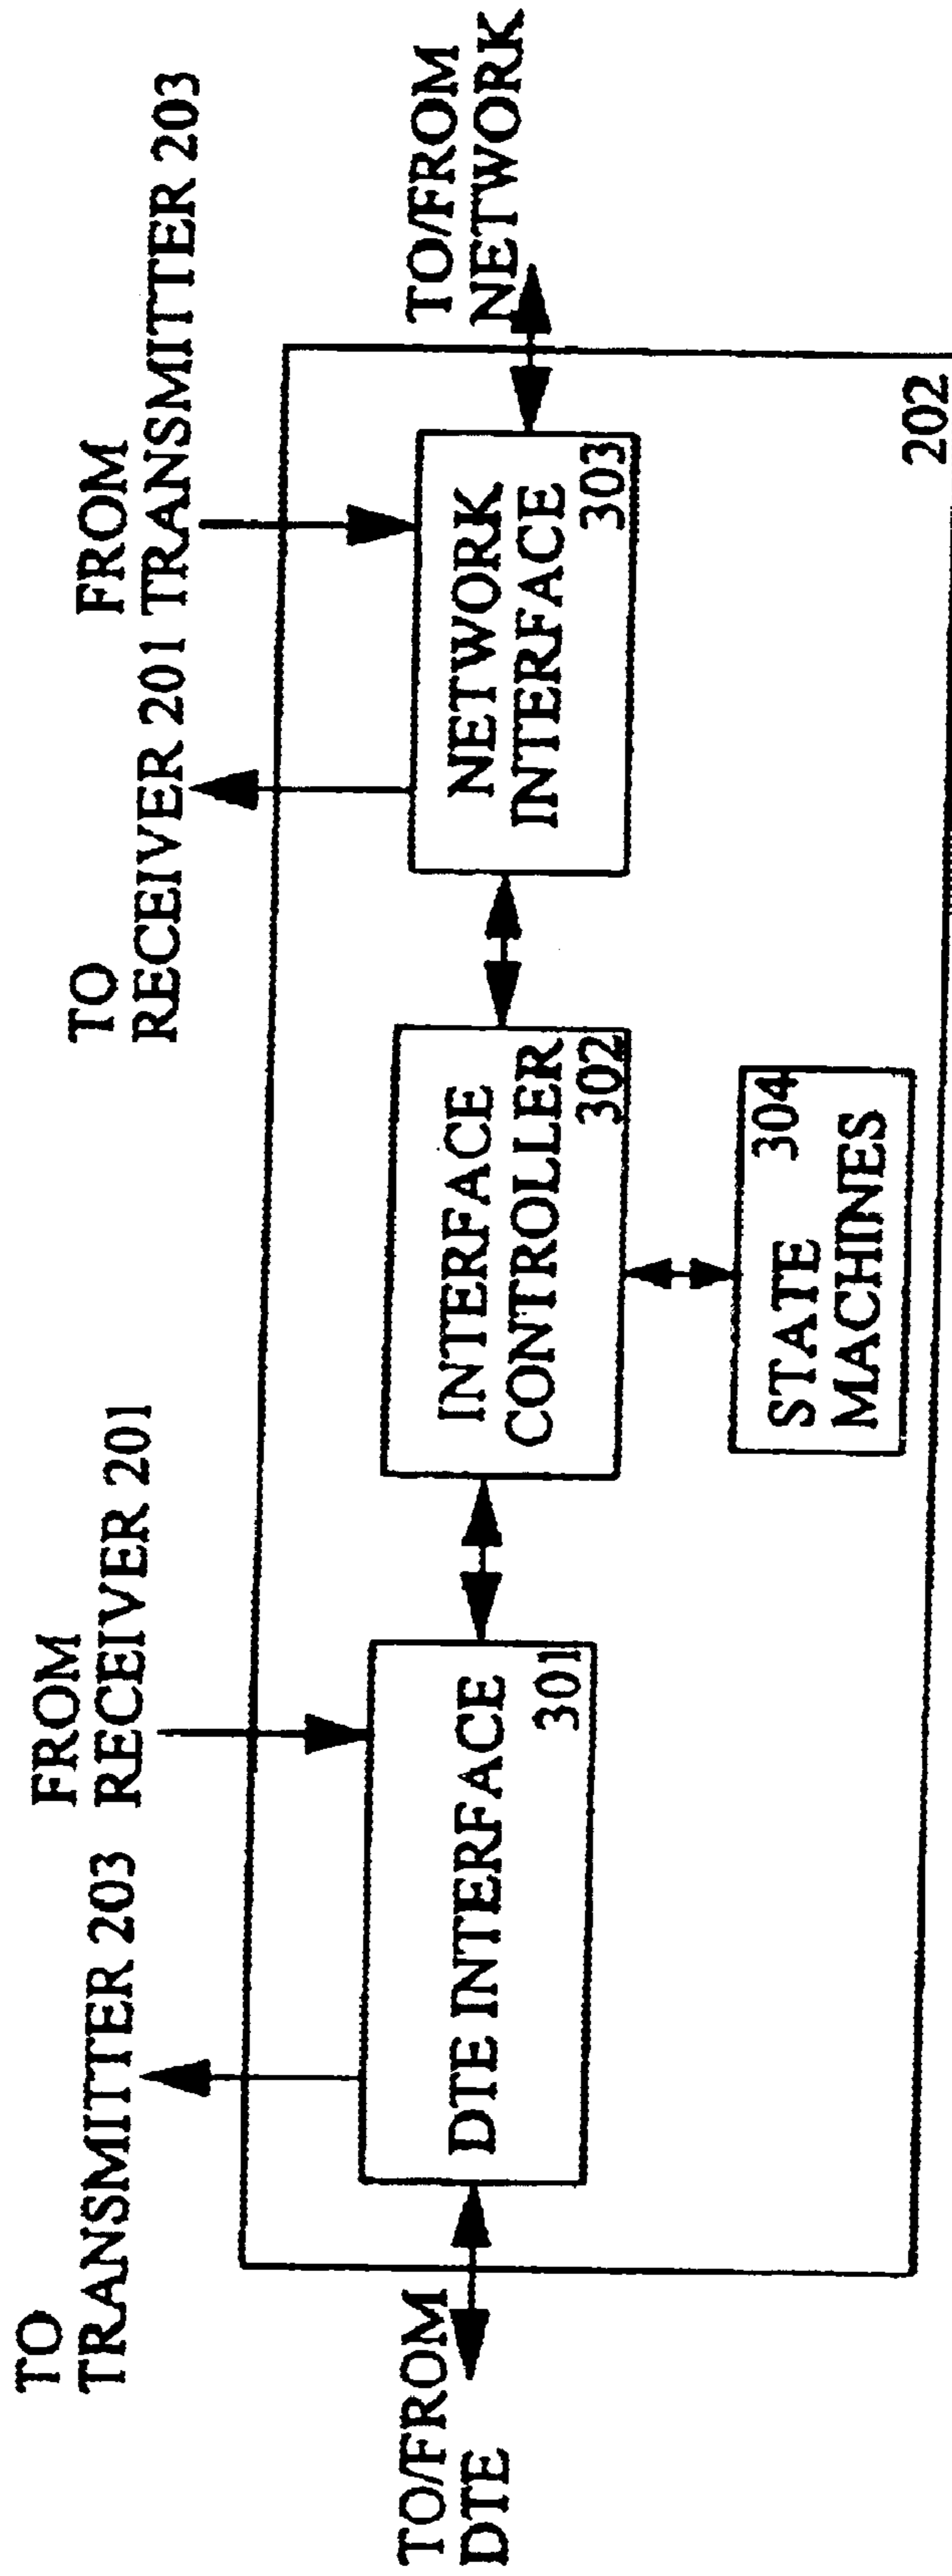 TO
TRANSMITTER 203
FROM
RECEIVER 201
TO
RECEIVER 201
FROM
TRANSMITTER 203
TO/FROM
DTE
DTE INTERFACE
301
INTERFACE
CONTROLLER
302
NETWORK
INTERFACE
303
TO/FROM
NETWORK
304
STATE
MACHINES
202